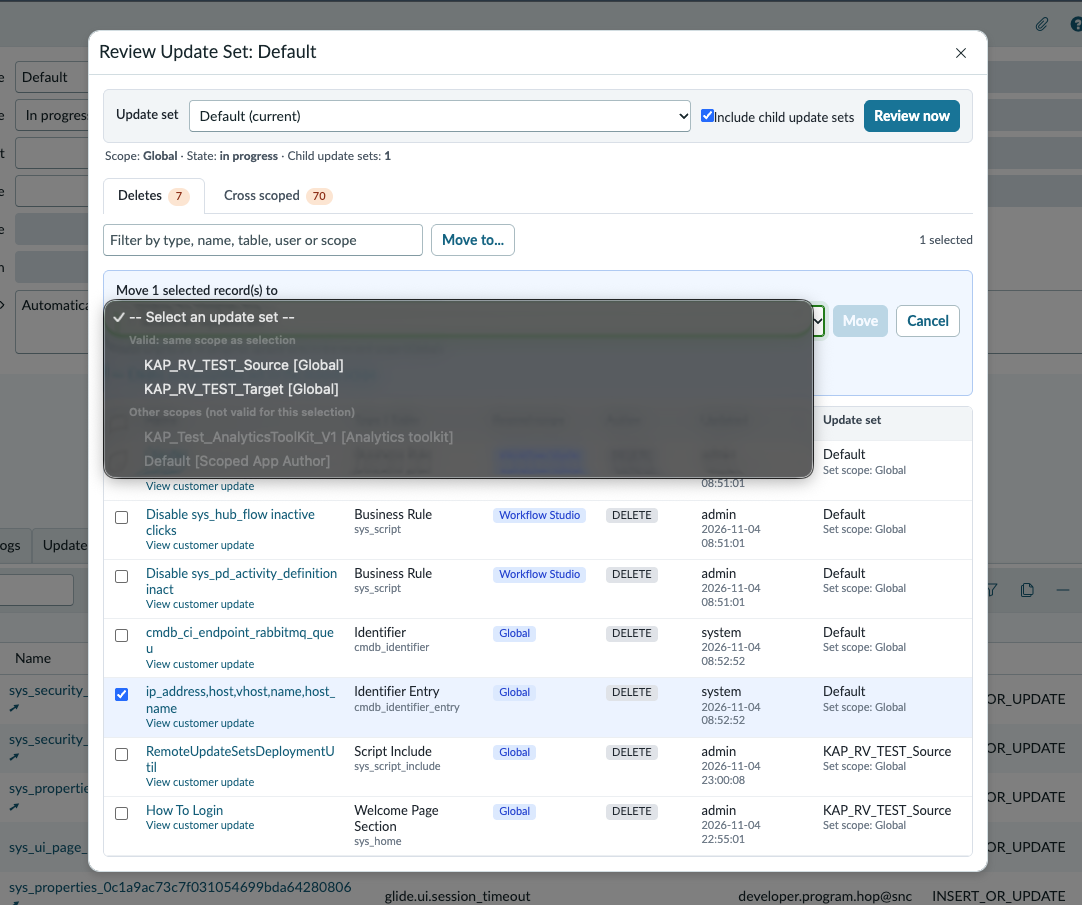 Review Update Set: Default
Update set
Default (current)
Include child update sets
Review now
Scope: Global · State: in progress · Child update sets: 1
Deletes 7
Cross scoped 70
Filter by type, name, table, user or scope
Move to...
1 selected
Move 1 selected record(s) to
✓ -- Select an update set --
Valid: same scope as selection
KAP_RV_TEST_Source [Global]
KAP_RV_TEST_Target [Global]
Other scopes (not valid for this selection)
KAP_Test_AnalyticsToolKit_V1 [Analytics toolkit]
Default [Scoped App Author]
Move
Cancel
Update set
Default
Set scope: Global
08:51:01
View customer update
Disable sys_hub_flow inactive
clicks
View customer update
Business Rule
sys_script
Workflow Studio
DELETE
admin
2026-11-04
08:51:01
Default
Set scope: Global
Disable sys_pd_activity_definition
inact
View customer update
Business Rule
sys_script
Workflow Studio
DELETE
admin
2026-11-04
08:51:01
Default
Set scope: Global
cmdb_ci_endpoint_rabbitmq_que
u
View customer update
Identifier
cmdb_identifier
Global
DELETE
system
2026-11-04
08:52:52
Default
Set scope: Global
ip_address,host,vhost,name,host_
name
View customer update
Identifier Entry
cmdb_identifier_entry
Global
DELETE
system
2026-11-04
08:52:52
Default
Set scope: Global
RemoteUpdateSetsDeploymentU
til
View customer update
Script Include
sys_script_include
Global
DELETE
admin
2026-11-04
23:00:08
KAP_RV_TEST_Source
Set scope: Global
How To Login
View customer update
Welcome Page
Section
sys_home
Global
DELETE
admin
2026-11-04
22:55:01
KAP_RV_TEST_Source
Set scope: Global
Default
In progres
Automatica
ogs
Update
Name
sys_security_
OR_UPDATE
sys_security_
OR_UPDATE
sys_propertie
OR_UPDATE
sys_ui_page_
OR_UPDATE
sys_properties_0c1a9ac73c7f031054699bda64280806
glide.ui.session_timeout
developer.program.hop@snc
INSERT_OR_UPDATE